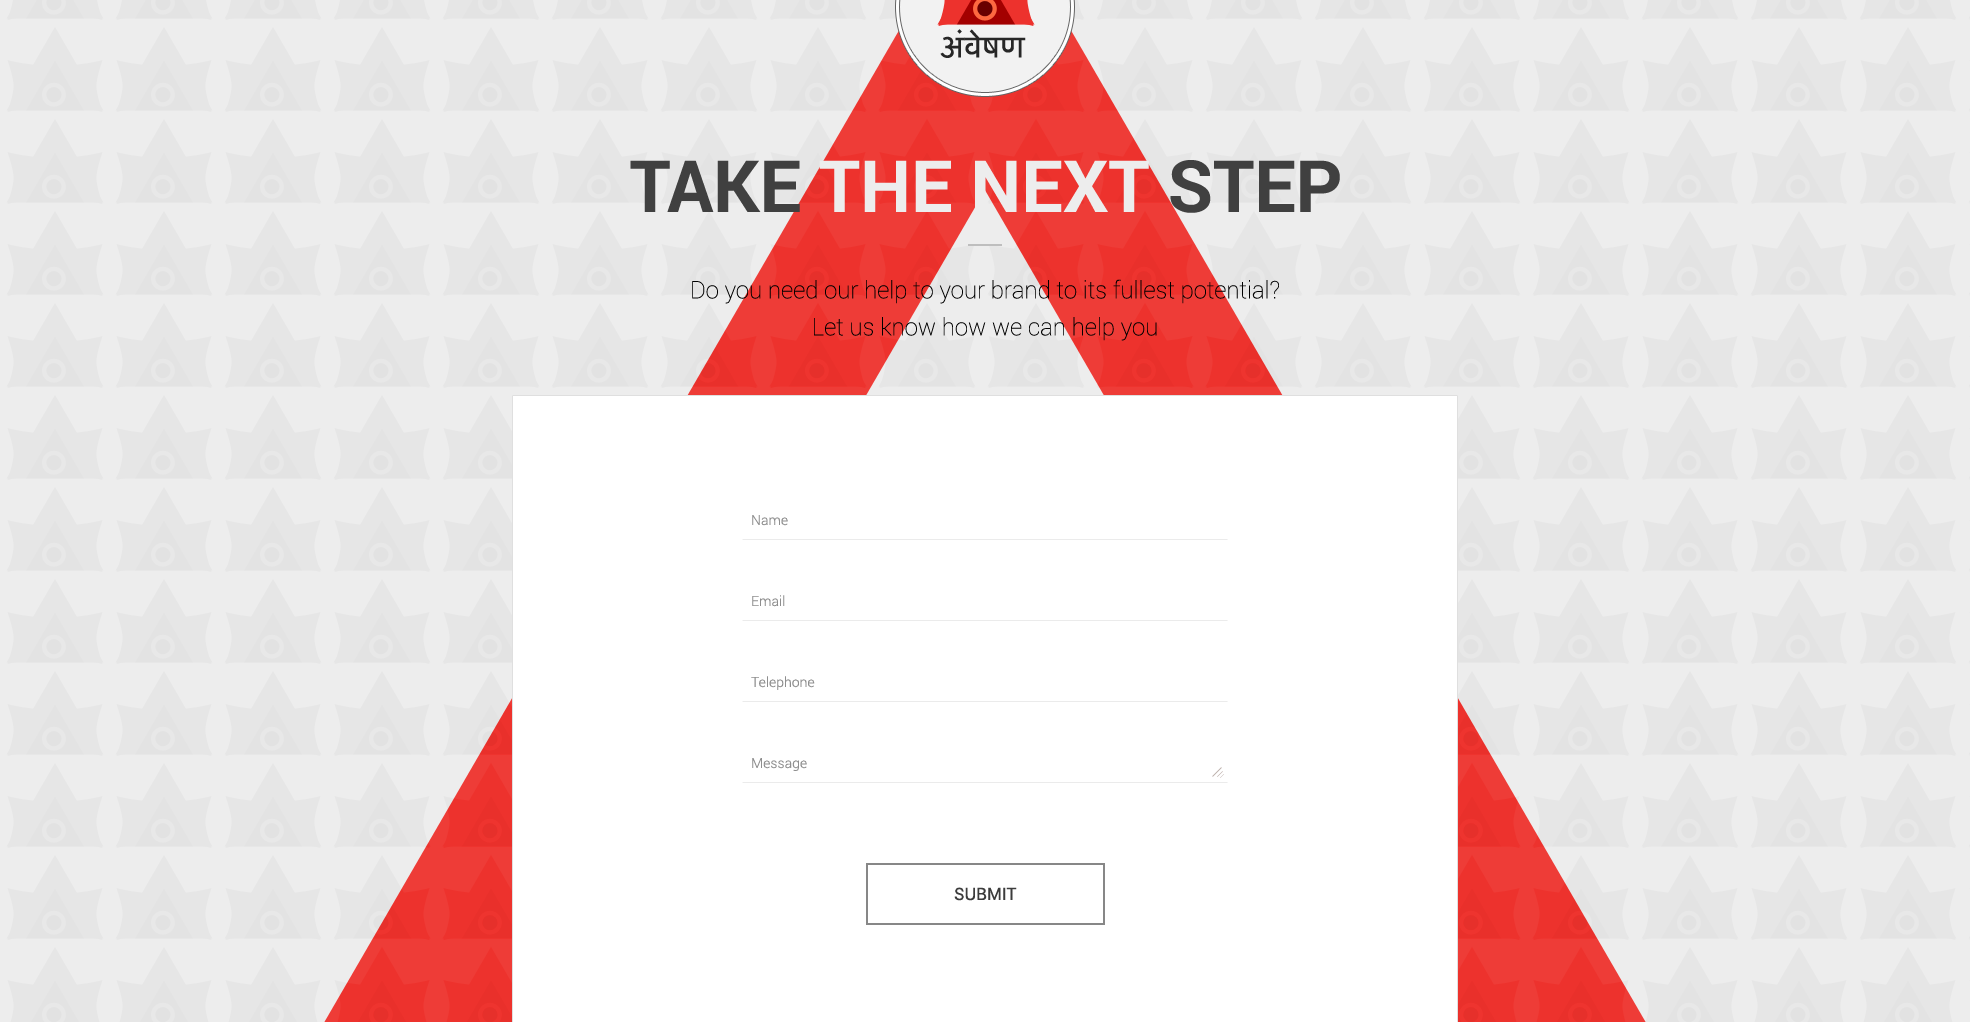 अंवेषण
TAKE THE NEXT STEP
Do you need our help to your brand to its fullest potential?
Let us know how we can help you
Name
Email
Telephone
Message
SUBMIT